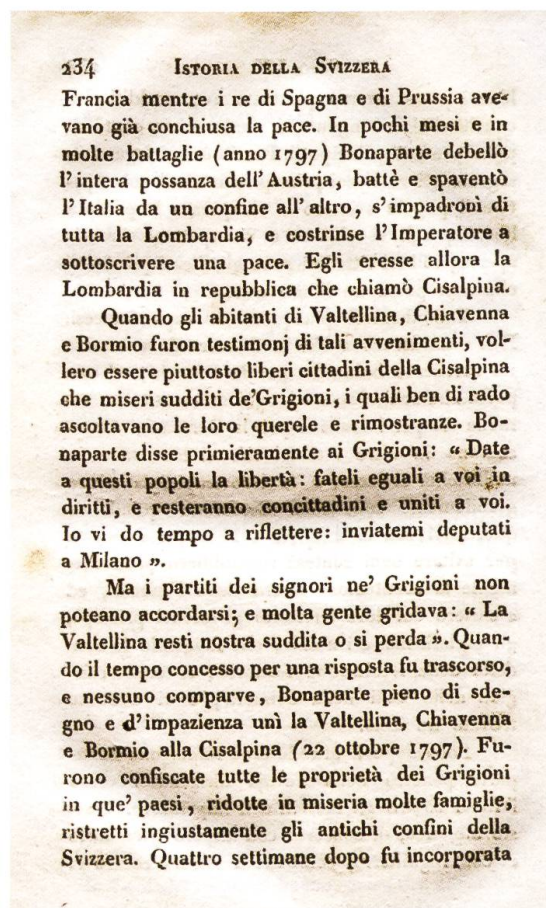 234 ISTORIA DELLA SVIZZERA
Francia mentre i re di Spagna e di Prussia ave-
vano già conchiusa la pace. In pochi mesi e in
molte battaglie (anno 1797) Bonaparte debellò
l'intera possanza dell'Austria, battè e spaventò
l'Italia da un confine all'altro, s'impadronì di
tutta la Lombardia, e costrinse l'Imperatore a
sottoscrivere una pace. Egli eresse allora la
Lombardia in repubblica che chiamò Cisalpina.
Quando gli abitanti di Valtellina, Chiavenna
e Bormio furon testimonj di tali avvenimenti, vol-
lero essere piuttosto liberi cittadini della Cisalpina
che miseri sudditi de'Grigioni, i quali ben di rado
ascoltavano le loro querele e rimostranze. Bo-
naparte disse primieramente ai Grigioni: « Date
a questi popoli la libertà: fateli eguali a voi in
diritti, e resteranno concittadini e uniti a voi.
Io vi do tempo a riflettere: inviatemi deputati
a Milano ».
Ma i partiti dei signori ne' Grigioni non
poteano accordarsi; e molta gente gridava: « La
Valtellina resti nostra suddita o si perda ». Quan-
do il tempo concesso per una risposta fu trascorso,
e nessuno comparve, Bonaparte pieno di sde-
gno e d'impazienza unì la Valtellina, Chiavenna
e Bormio alla Cisalpina (22 ottobre 1797). Fu-
rono confiscate tutte le proprietà dei Grigioni
in que' paesi, ridotte in miseria molte famiglie,
ristretti ingiustamente gli antichi confini della
Svizzera. Quattro settimane dopo fu incorporata